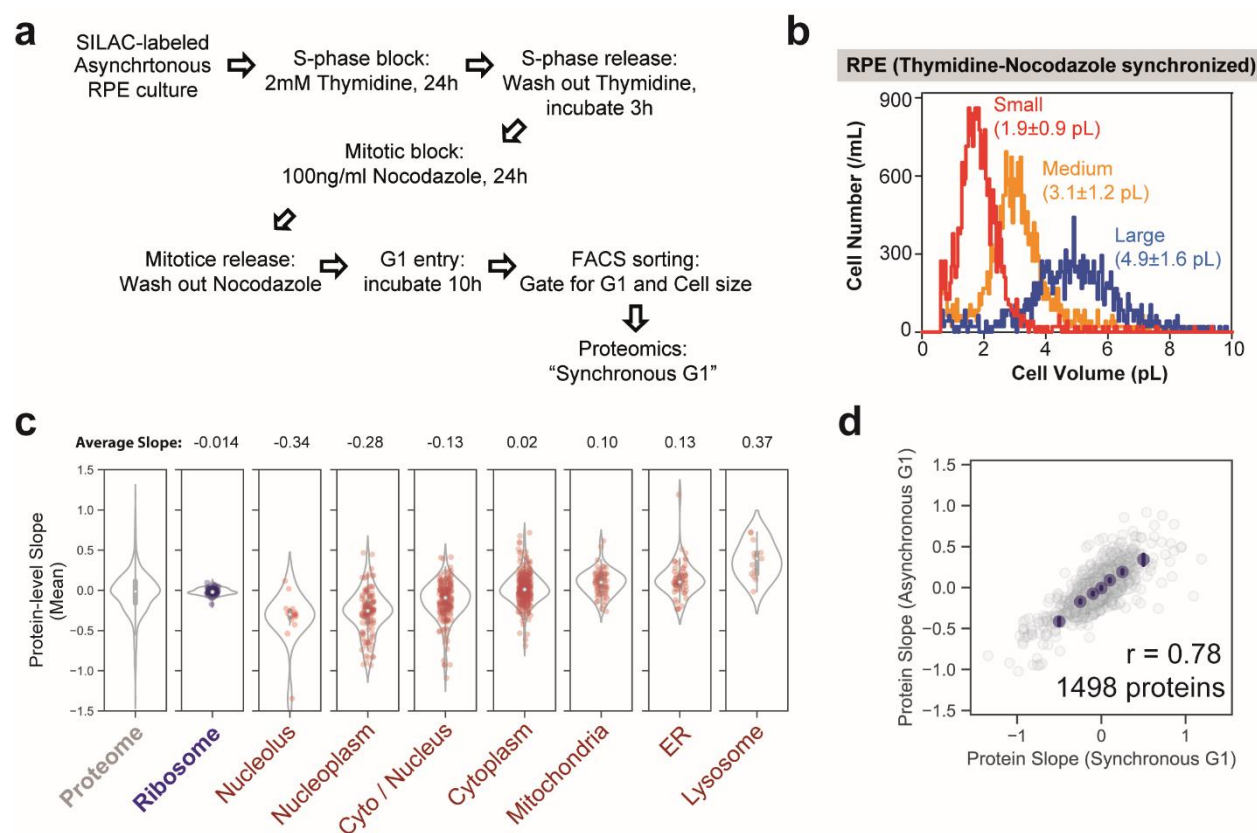 a
SILAC-labeled
Asynchrtonous
RPE culture
S-phase block:
2mM Thymidine, 24h
S-phase release:
Wash out Thymidine,
incubate 3h
Mitotic block:
100ng/ml Nocodazole, 24h
Mitotice release:
Wash out Nocodazole
G1 entry:
incubate 10h
FACS sorting:
Gate for G1 and Cell size
Proteomics:
“Synchronous G1”
b
RPE (Thymidine-Nocodazole synchronized)
Cell Number (/mL)
900
600
300
0
Small
(1.9±0.9 pL)
Medium
(3.1±1.2 pL)
Large
(4.9±1.6 pL)
0 2 4 6 8 10
Cell Volume (pL)
c
Average Slope: -0.014 -0.34 -0.28 -0.13 0.02 0.10 0.13 0.37
Protein-level Slope
(Mean)
1.5
1.0
0.5
0.0
−0.5
−1.0
−1.5
Proteome
Ribosome
Nucleolus
Nucleoplasm
Cyto / Nucleus
Cytoplasm
Mitochondria
ER
Lysosome
d
Protein Slope (Asynchronous G1)
1.5
1.0
0.5
0.0
−0.5
−1.0
−1.5
r = 0.78
1498 proteins
−1 0 1
Protein Slope (Synchronous G1)